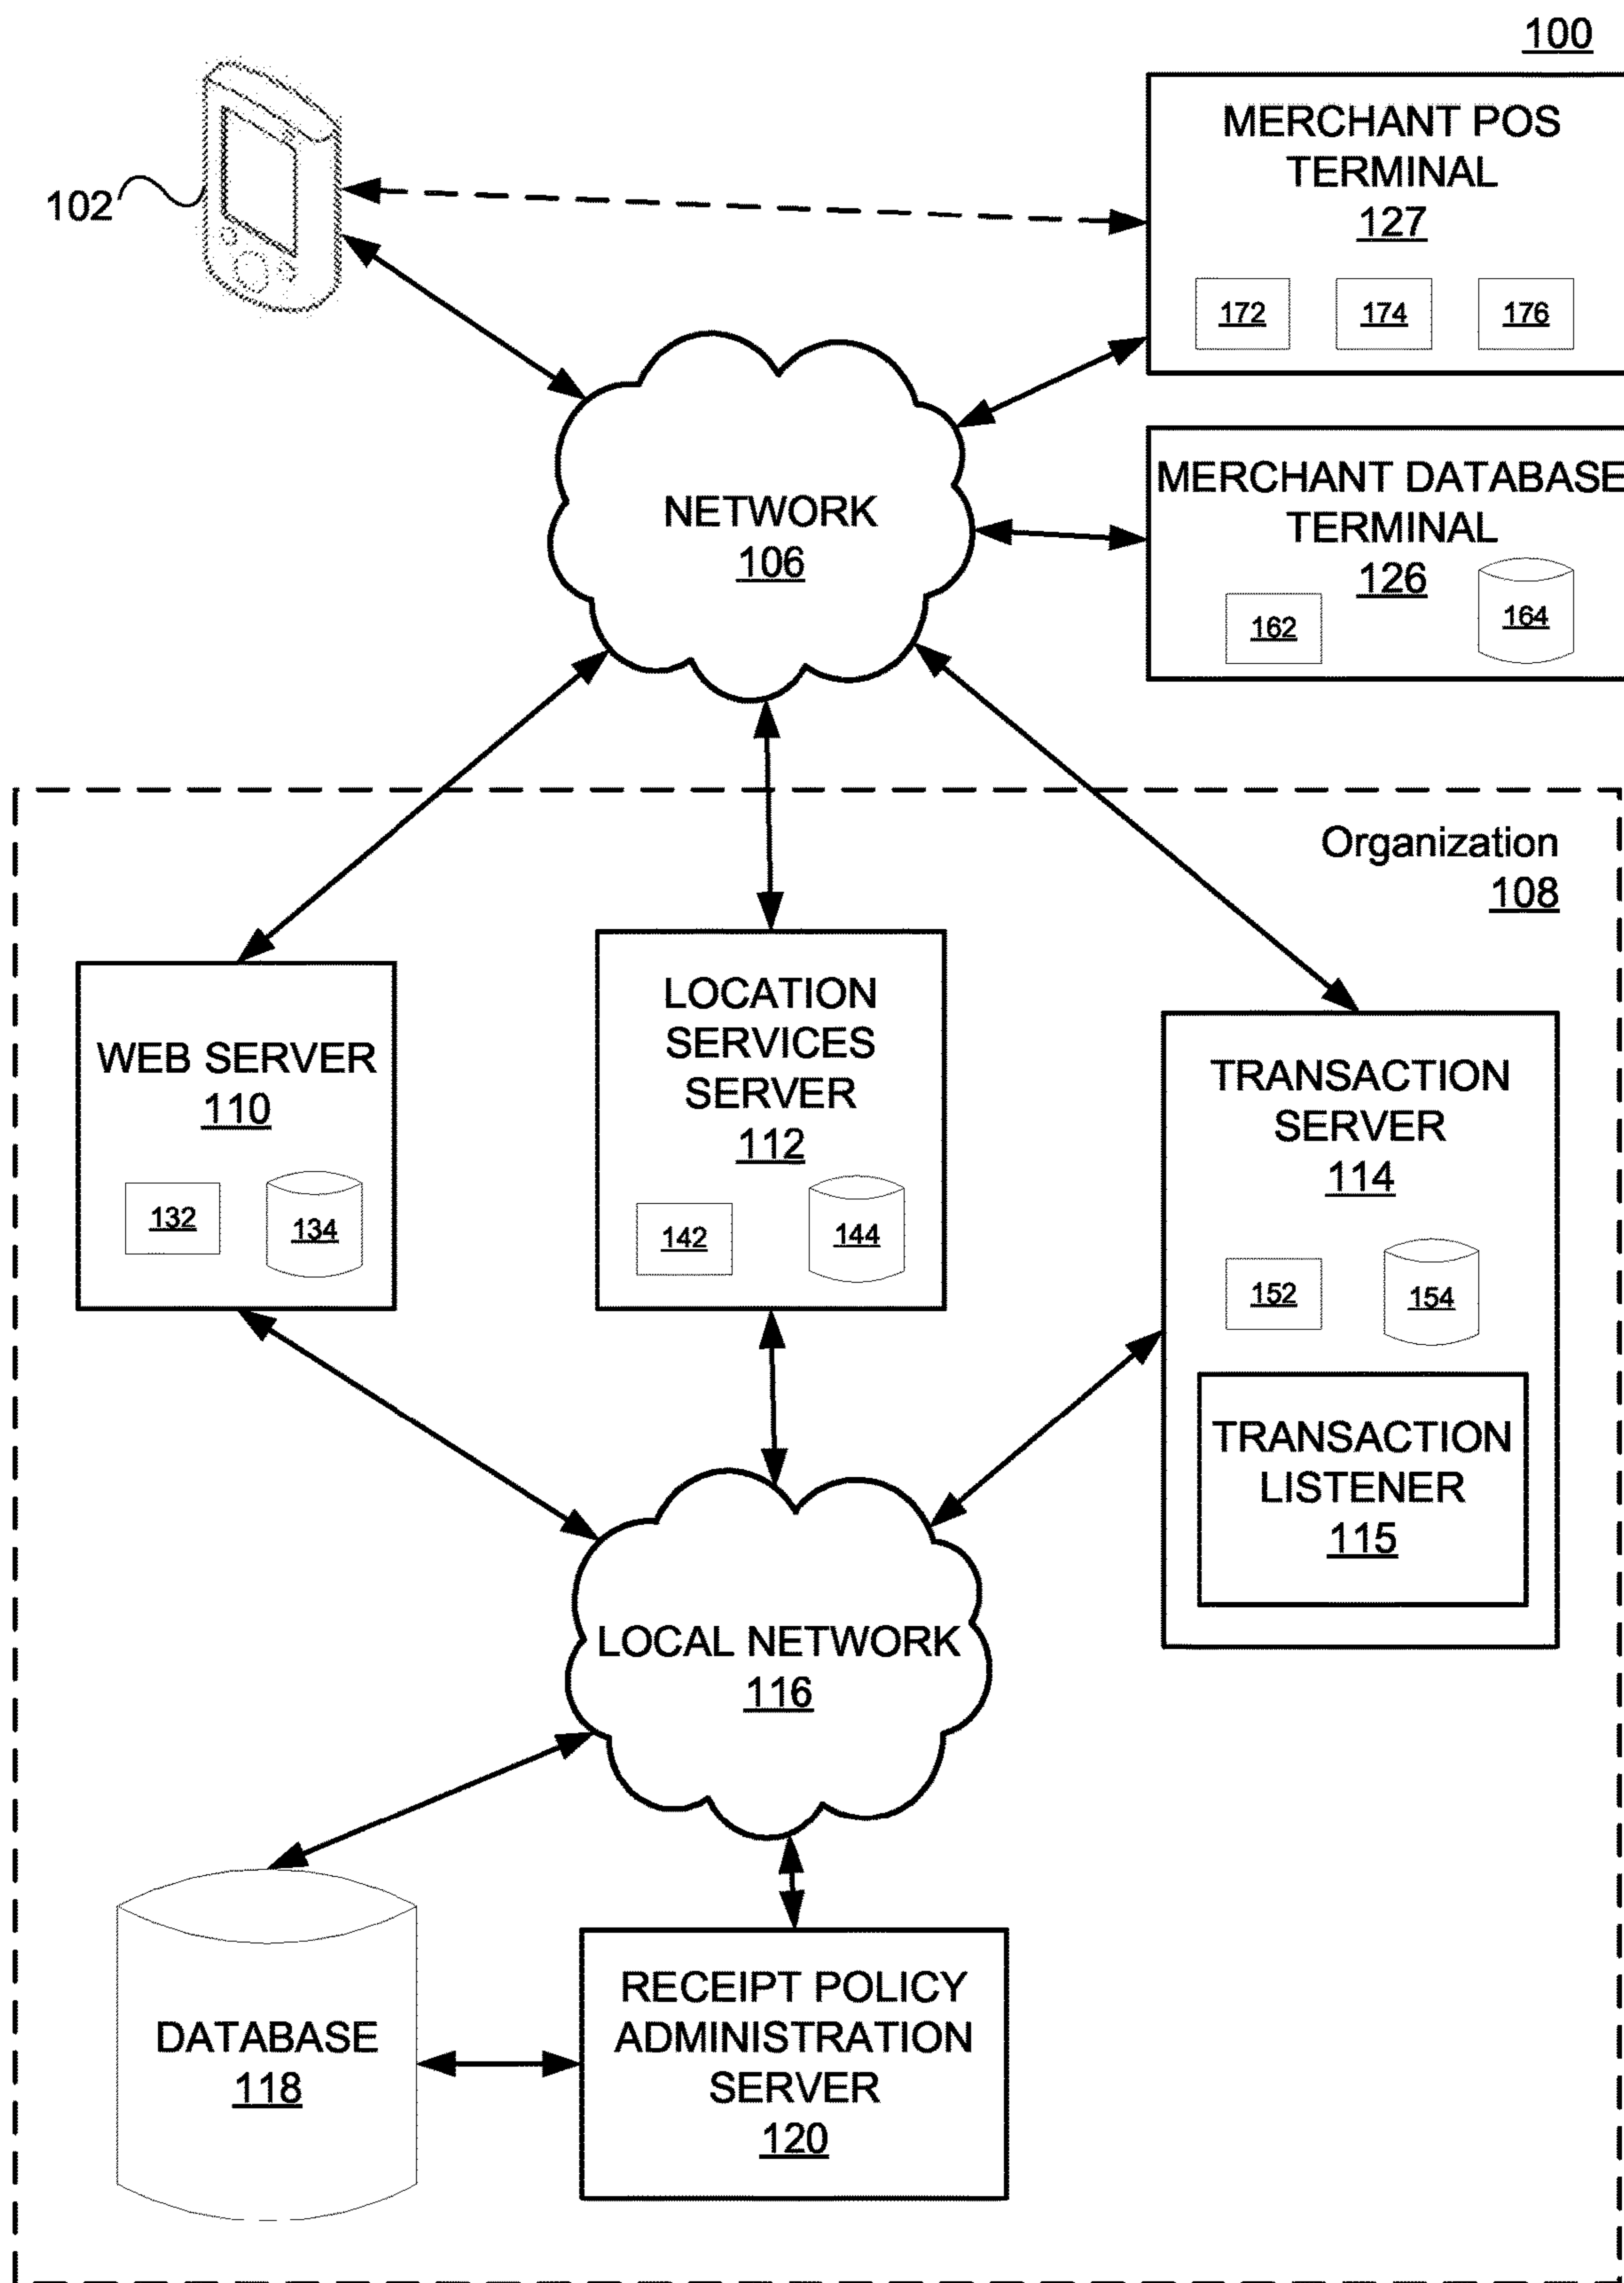 100
MERCHANT POS
TERMINAL
127
172 174 176
102
MERCHANT DATABASE
TERMINAL
126
162 164
NETWORK
106
Organization
108
WEB SERVER
110
132 134
LOCATION
SERVICES
SERVER
112
142 144
TRANSACTION
SERVER
114
152 154
TRANSACTION
LISTENER
115
LOCAL NETWORK
116
DATABASE
118
RECEIPT POLICY
ADMINISTRATION
SERVER
120